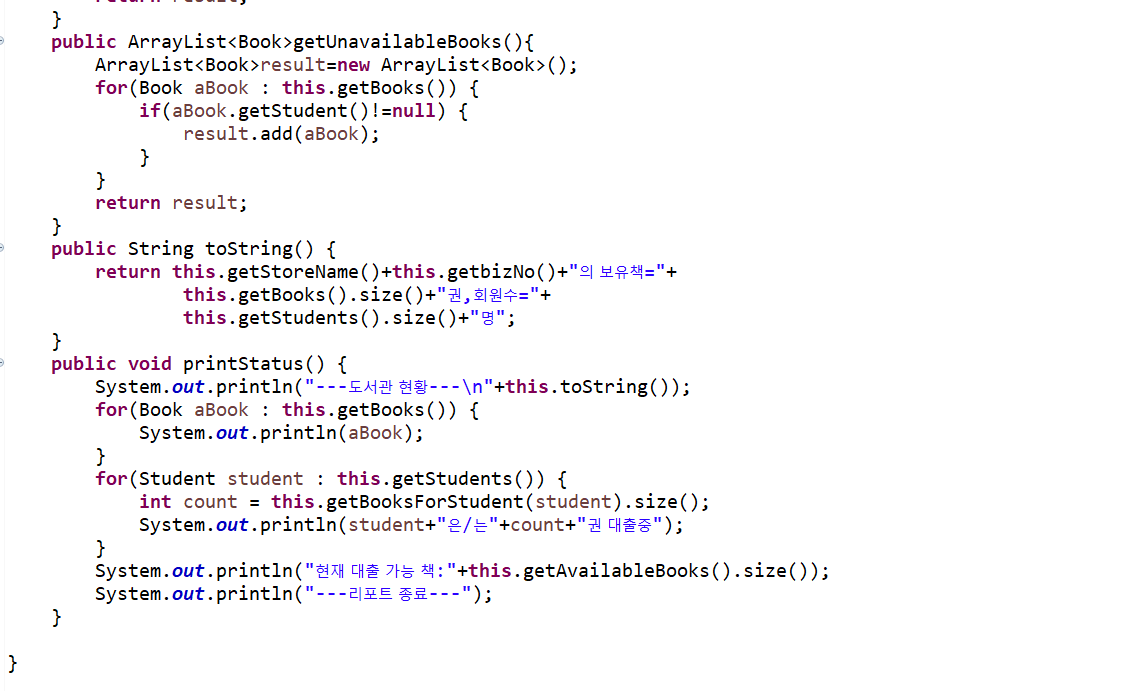 return result;
    }
    public ArrayList<Book>getUnavailableBooks(){
        ArrayList<Book>result=new ArrayList<Book>();
        for(Book aBook : this.getBooks()) {
            if(aBook.getStudent()!=null) {
                result.add(aBook);
            }
        }
        return result;
    }
    public String toString() {
        return this.getStoreName()+this.getbizNo()+"의 보유책="+
                this.getBooks().size()+"권,회원수="+
                this.getStudents().size()+"명";
    }
    public void printStatus() {
        System.out.println("---도서관 현황---\n"+this.toString());
        for(Book aBook : this.getBooks()) {
            System.out.println(aBook);
        }
        for(Student student : this.getStudents()) {
            int count = this.getBooksForStudent(student).size();
            System.out.println(student+"은/는"+count+"권 대출중");
        }
        System.out.println("현재 대출 가능 책:"+this.getAvailableBooks().size());
        System.out.println("---리포트 종료---");
    }
}